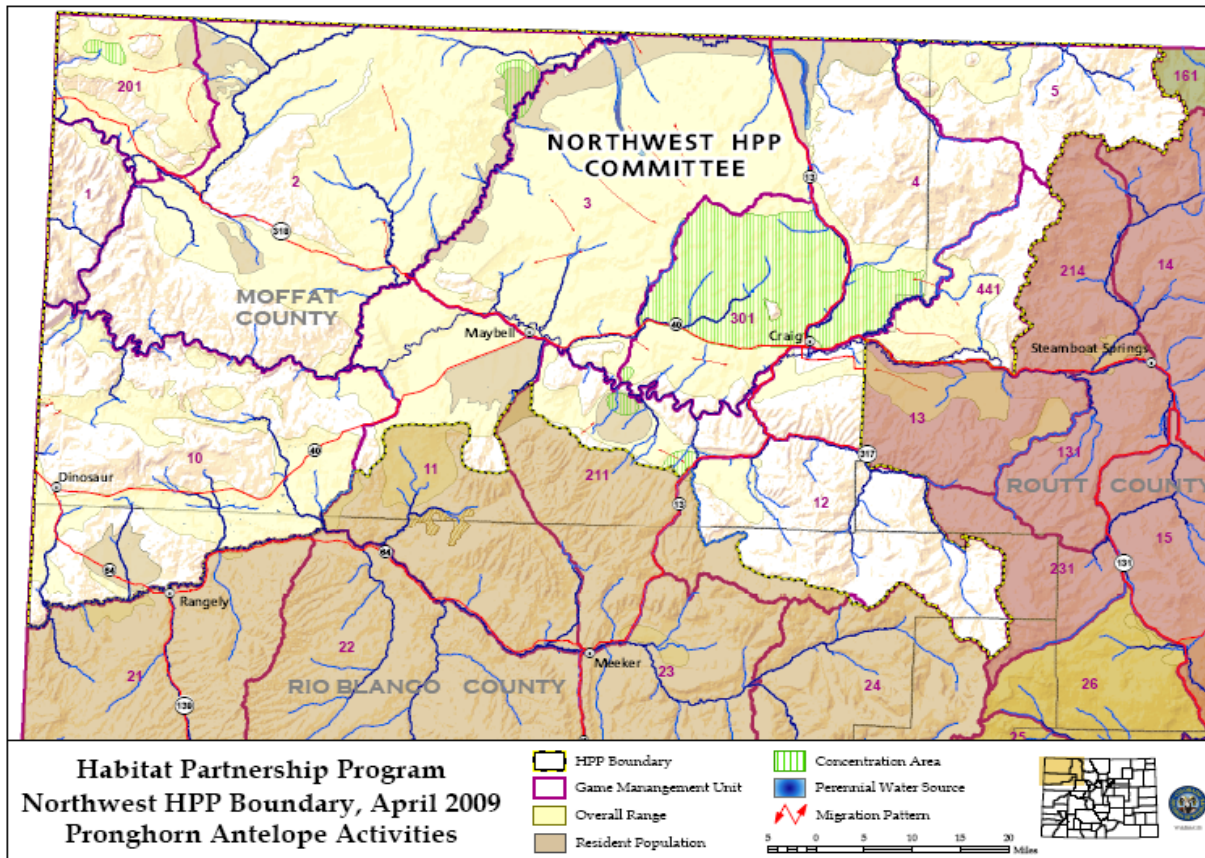 161
201
5
NORTHWEST HPP
COMMITTEE
13
2
4
1
3
214
14
318
441
MOFFAT
COUNTY
301
40
Maybell
Craig
Steamboat Springs
13
317
10
40
11
211
131
Dinosaur
ROUTT COUNTY
12
13
15
64
64
131
231
Rangely
22
Meeker
23
21
RIO BLANCO COUNTY
24
26
139
25
Habitat Partnership Program
Northwest HPP Boundary, April 2009
Pronghorn Antelope Activities
HPP Boundary
Game Manangement Unit
Overall Range
Resident Population
Concentration Area
Perennial Water Source
Migration Pattern
5 0 5 10 15 20
Miles